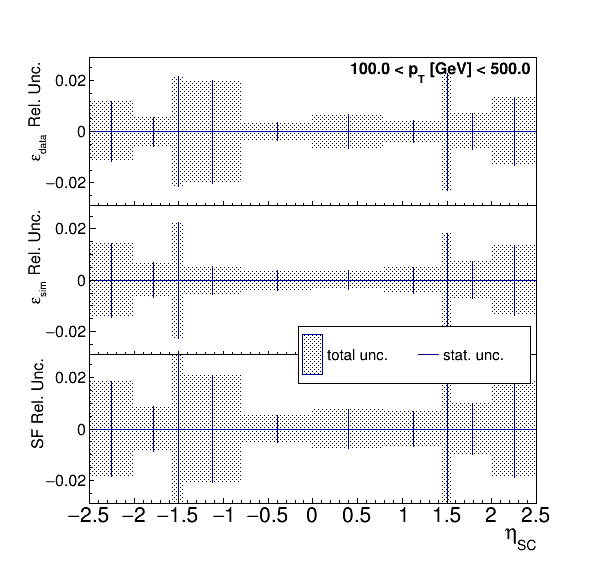 100.0 < p_T [GeV] < 500.0
ε_data Rel. Unc.
0.02
0
−0.02
ε_sim Rel. Unc.
0.02
0
−0.02
total unc.
stat. unc.
SF Rel. Unc.
0.02
0
−0.02
−2.5 −2 −1.5 −1 −0.5 0 0.5 1 1.5 2 2.5
η_SC